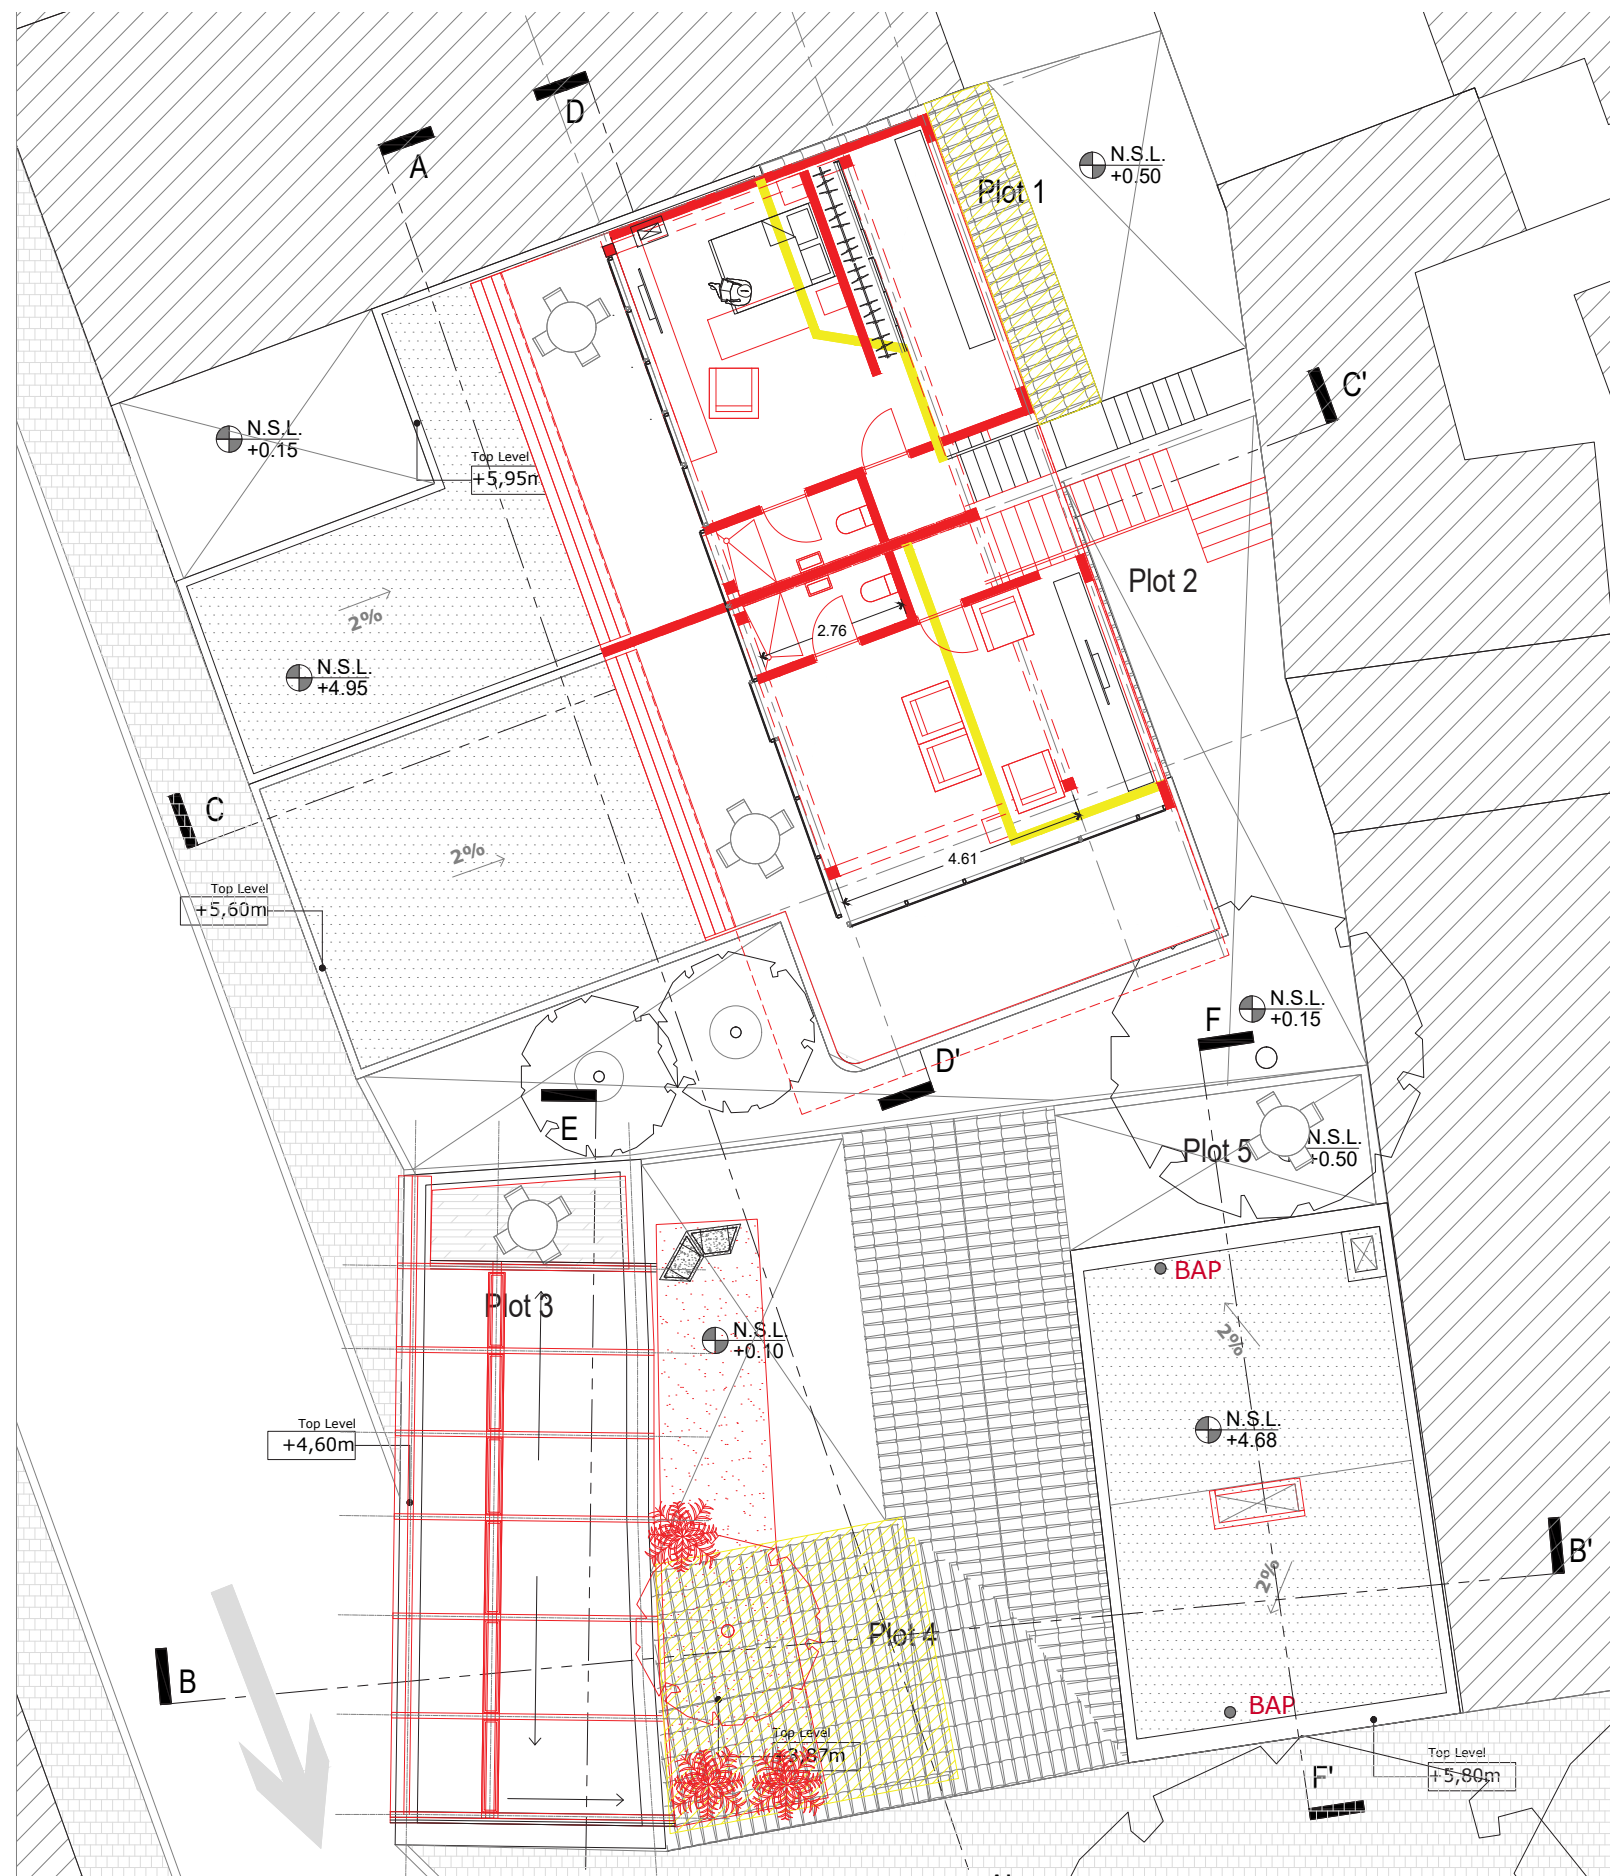 D
A
N.S.L.
+0.50
Plot 1
C'
N.S.L.
+0.15
Top Level
+5,95m
Plot 2
2%
2.76
N.S.L.
+4.95
C
2%
4.61
Top Level
+5,60m
N.S.L.
+0.15
F
D'
E
Plot 5
N.S.L.
+0.50
BAP
Plot 3
N.S.L.
+0.10
2%
Top Level
+4,60m
N.S.L.
+4.68
B'
2%
Plot 4
B
BAP
Top Level
+3,87m
Top Level
+5,80m
F'